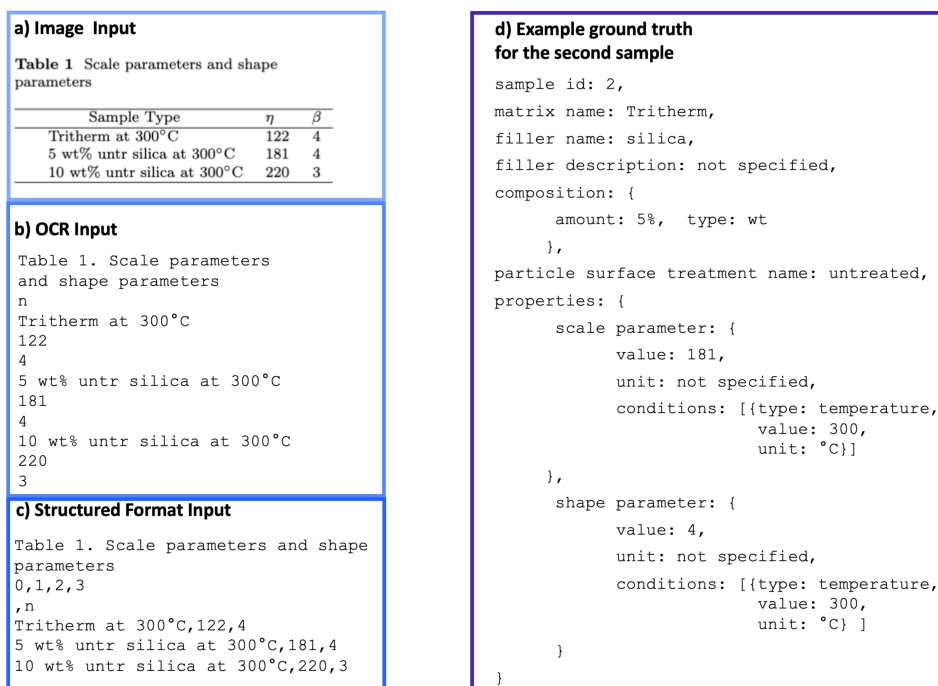 a) Image Input
Table 1 Scale parameters and shape
parameters
Sample Type η β
Tritherm at 300°C 122 4
5 wt% untr silica at 300°C 181 4
10 wt% untr silica at 300°C 220 3
b) OCR Input
Table 1. Scale parameters
and shape parameters
n
Tritherm at 300°C
122
4
5 wt% untr silica at 300°C
181
4
10 wt% untr silica at 300°C
220
3
c) Structured Format Input
Table 1. Scale parameters and shape
parameters
0,1,2,3
,n
Tritherm at 300°C,122,4
5 wt% untr silica at 300°C,181,4
10 wt% untr silica at 300°C,220,3
d) Example ground truth
for the second sample
sample id: 2,
matrix name: Tritherm,
filler name: silica,
filler description: not specified,
composition: {
amount: 5%, type: wt
},
particle surface treatment name: untreated,
properties: {
scale parameter: {
value: 181,
unit: not specified,
conditions: [{type: temperature,
value: 300,
unit: °C}]
},
shape parameter: {
value: 4,
unit: not specified,
conditions: [{type: temperature,
value: 300,
unit: °C} ]
}
}